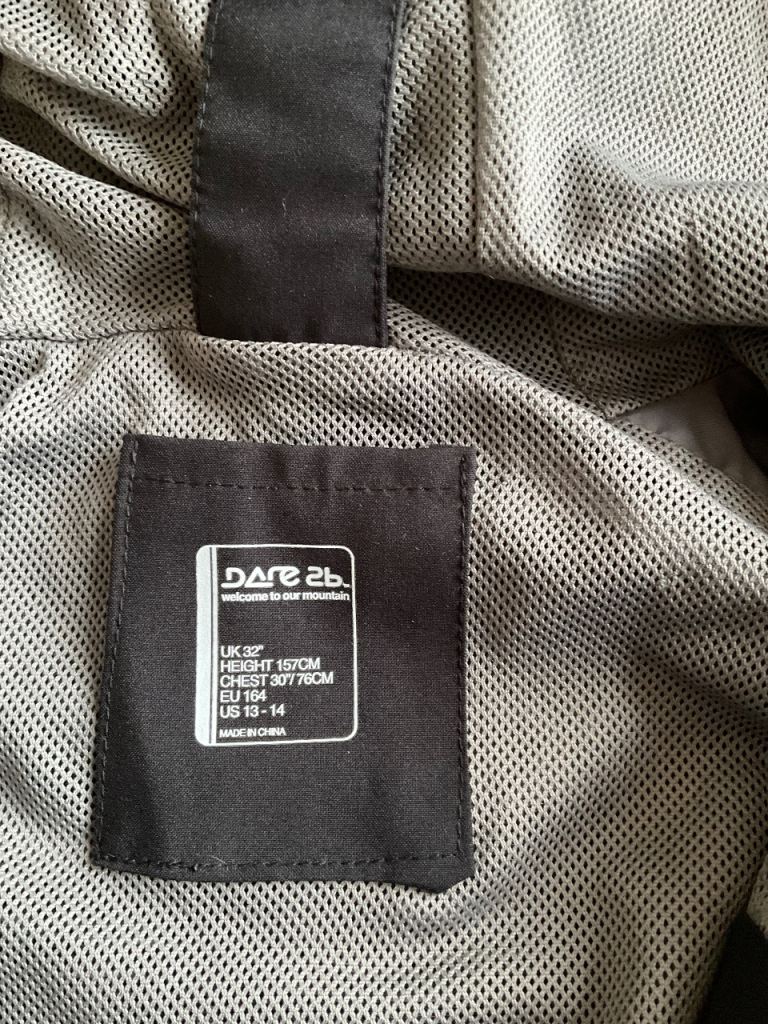 Dare 2b
welcome to our mountain
UK 32"
HEIGHT 157CM
CHEST 30"/76CM
EU 164
US 13 - 14
MADE IN CHINA